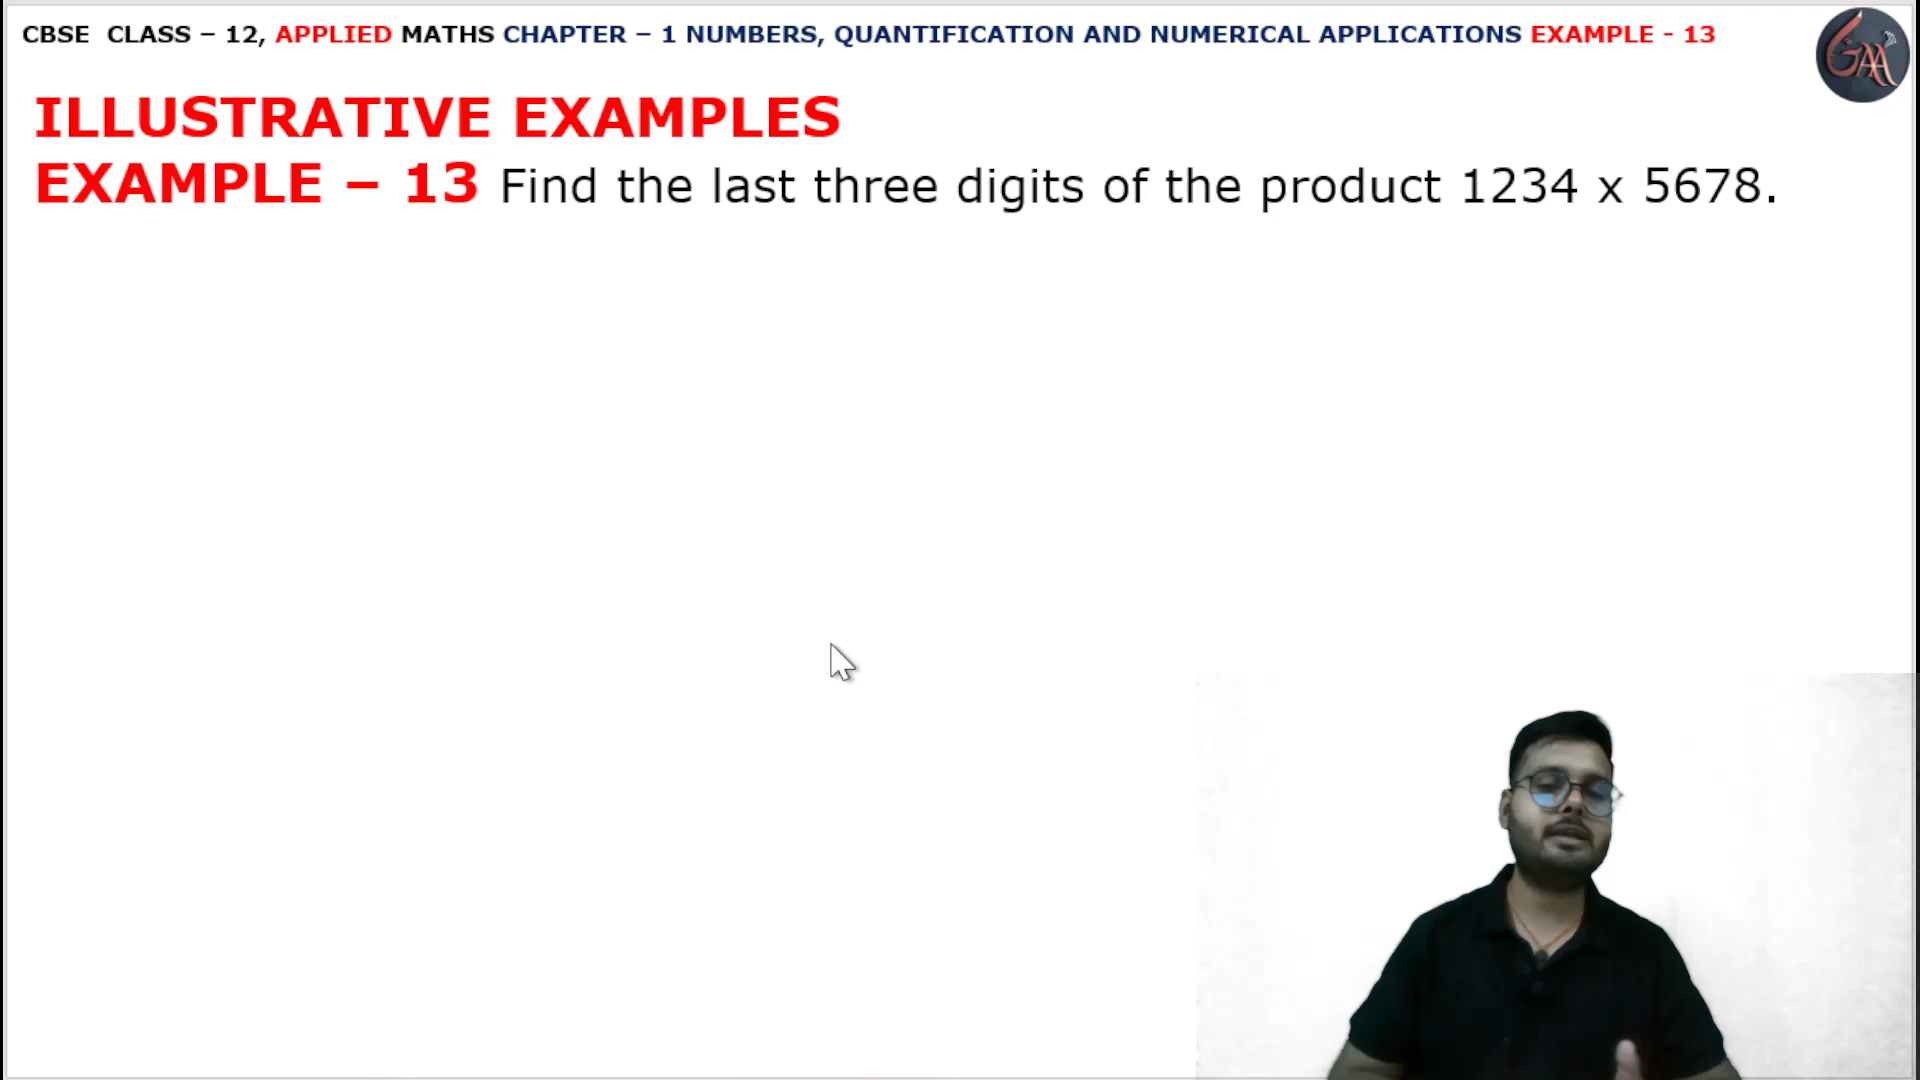 CBSE CLASS – 12, APPLIED MATHS CHAPTER – 1 NUMBERS, QUANTIFICATION AND NUMERICAL APPLICATIONS EXAMPLE - 13
ILLUSTRATIVE EXAMPLES
EXAMPLE – 13 Find the last three digits of the product 1234 x 5678.